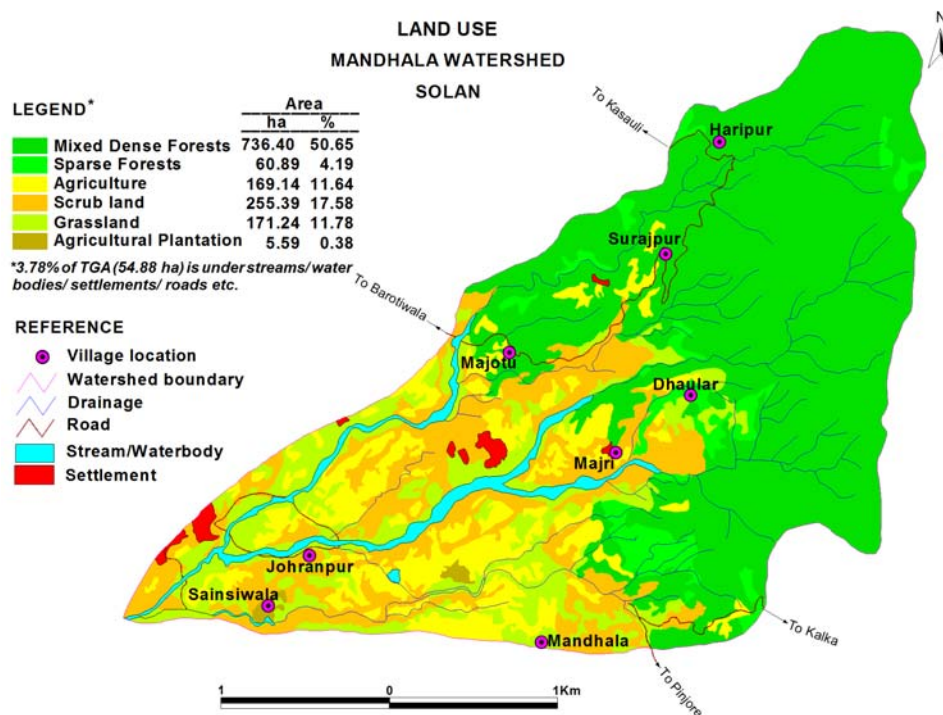 LAND USE
MANDHALA WATERSHED
SOLAN
N
LEGEND*
Area
ha %
Mixed Dense Forests 736.40 50.65
Sparse Forests 60.89 4.19
Agriculture 169.14 11.64
Scrub land 255.39 17.58
Grassland 171.24 11.78
Agricultural Plantation 5.59 0.38
*3.78% of TGA (54.88 ha) is under streams/water
bodies/ settlements/ roads etc.
REFERENCE
Village location
Watershed boundary
Drainage
Road
Stream/Waterbody
Settlement
To Kasauli
Haripur
Surajpur
To Barotiwala
Majotu
Dhaular
Majri
Johranpur
Sainsiwala
Mandhala
To Kalka
To Pinjore
1 0 1Km